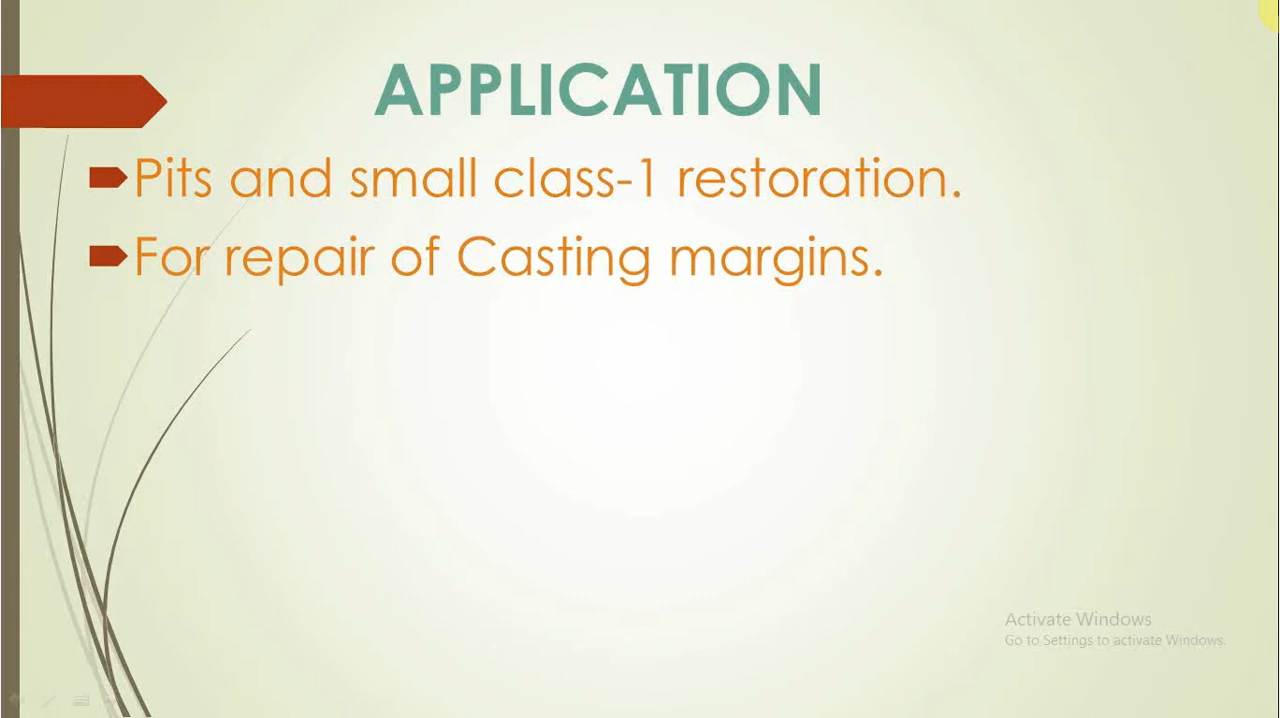 APPLICATION
Pits and small class-1 restoration.
For repair of Casting margins.
Activate Windows
Go to Settings to activate Windows.